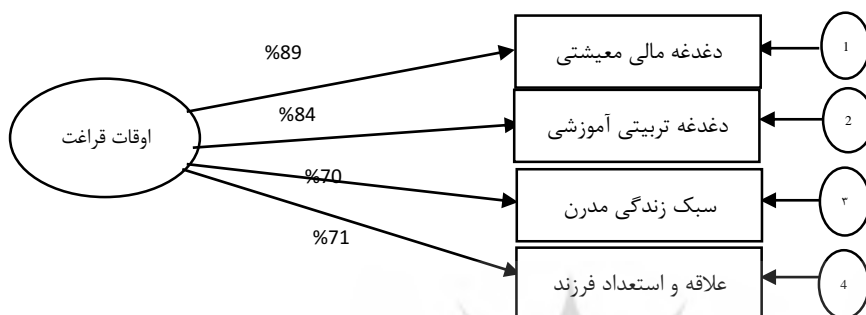 %89
دغدغه مالی معیشتی
1
%84
دغدغه تربیتی آموزشی
2
اوقات قراغت
%70
سبک زندگی مدرن
۳
%71
علاقه و استعداد فرزند
4